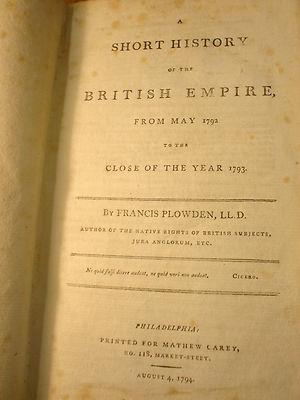 A
SHORT HISTORY
OF THE
BRITISH EMPIRE,
FROM MAY 1792
TO THE
CLOSE OF THE YEAR 1793.
BY FRANCIS PLOWDEN, LL.D.
AUTHOR OF THE NATIVE RIGHTS OF BRITISH SUBJECTS,
JURA ANGLORUM, ETC.
Ne quid falsi dicere audeat, ne quid veri non audeat. CICERO.
PHILADELPHIA,
PRINTED FOR MATHEW CAREY,
NO. 118, MARKET-STEET,
AUGUST 4, 1794.